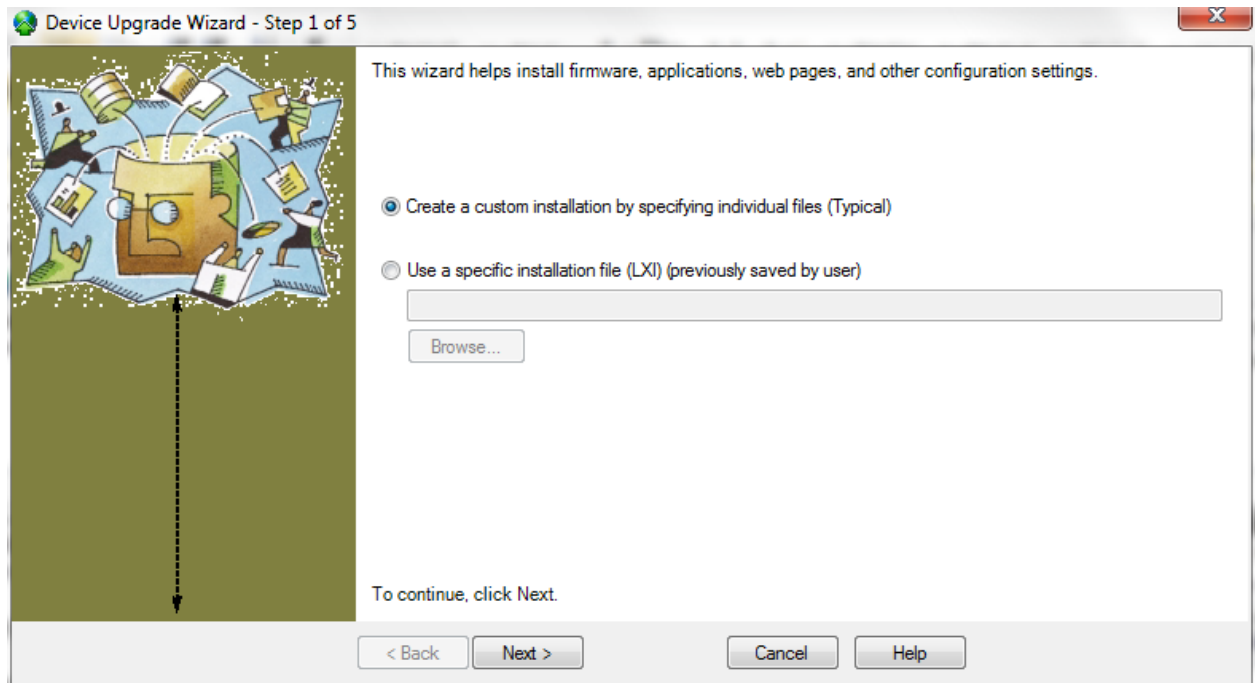 Device Upgrade Wizard - Step 1 of 5
X
This wizard helps install firmware, applications, web pages, and other configuration settings.
Create a custom installation by specifying individual files (Typical)
Use a specific installation file (LXI) (previously saved by user)
Browse...
To continue, click Next.
< Back
Next >
Cancel
Help